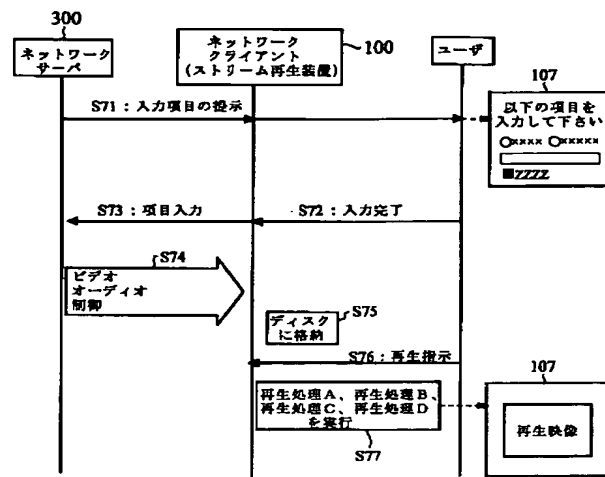 300
ネットワーク
サーバ
ネットワーク
クライアント
(ストリーム再生装置)
100
ユーザ
107
以下の項目を
入力して下さい
○xxxx ○xxxxx
■ZZZZ
S71:入力項目の提示
S73:項目入力
S72:入力完了
S74
ビデオ
オーディオ
制御
ディスク
に格納
S75
S76:再生指示
再生処理A、再生処理B、
再生処理C、再生処理D
を実行
S77
107
再生映像